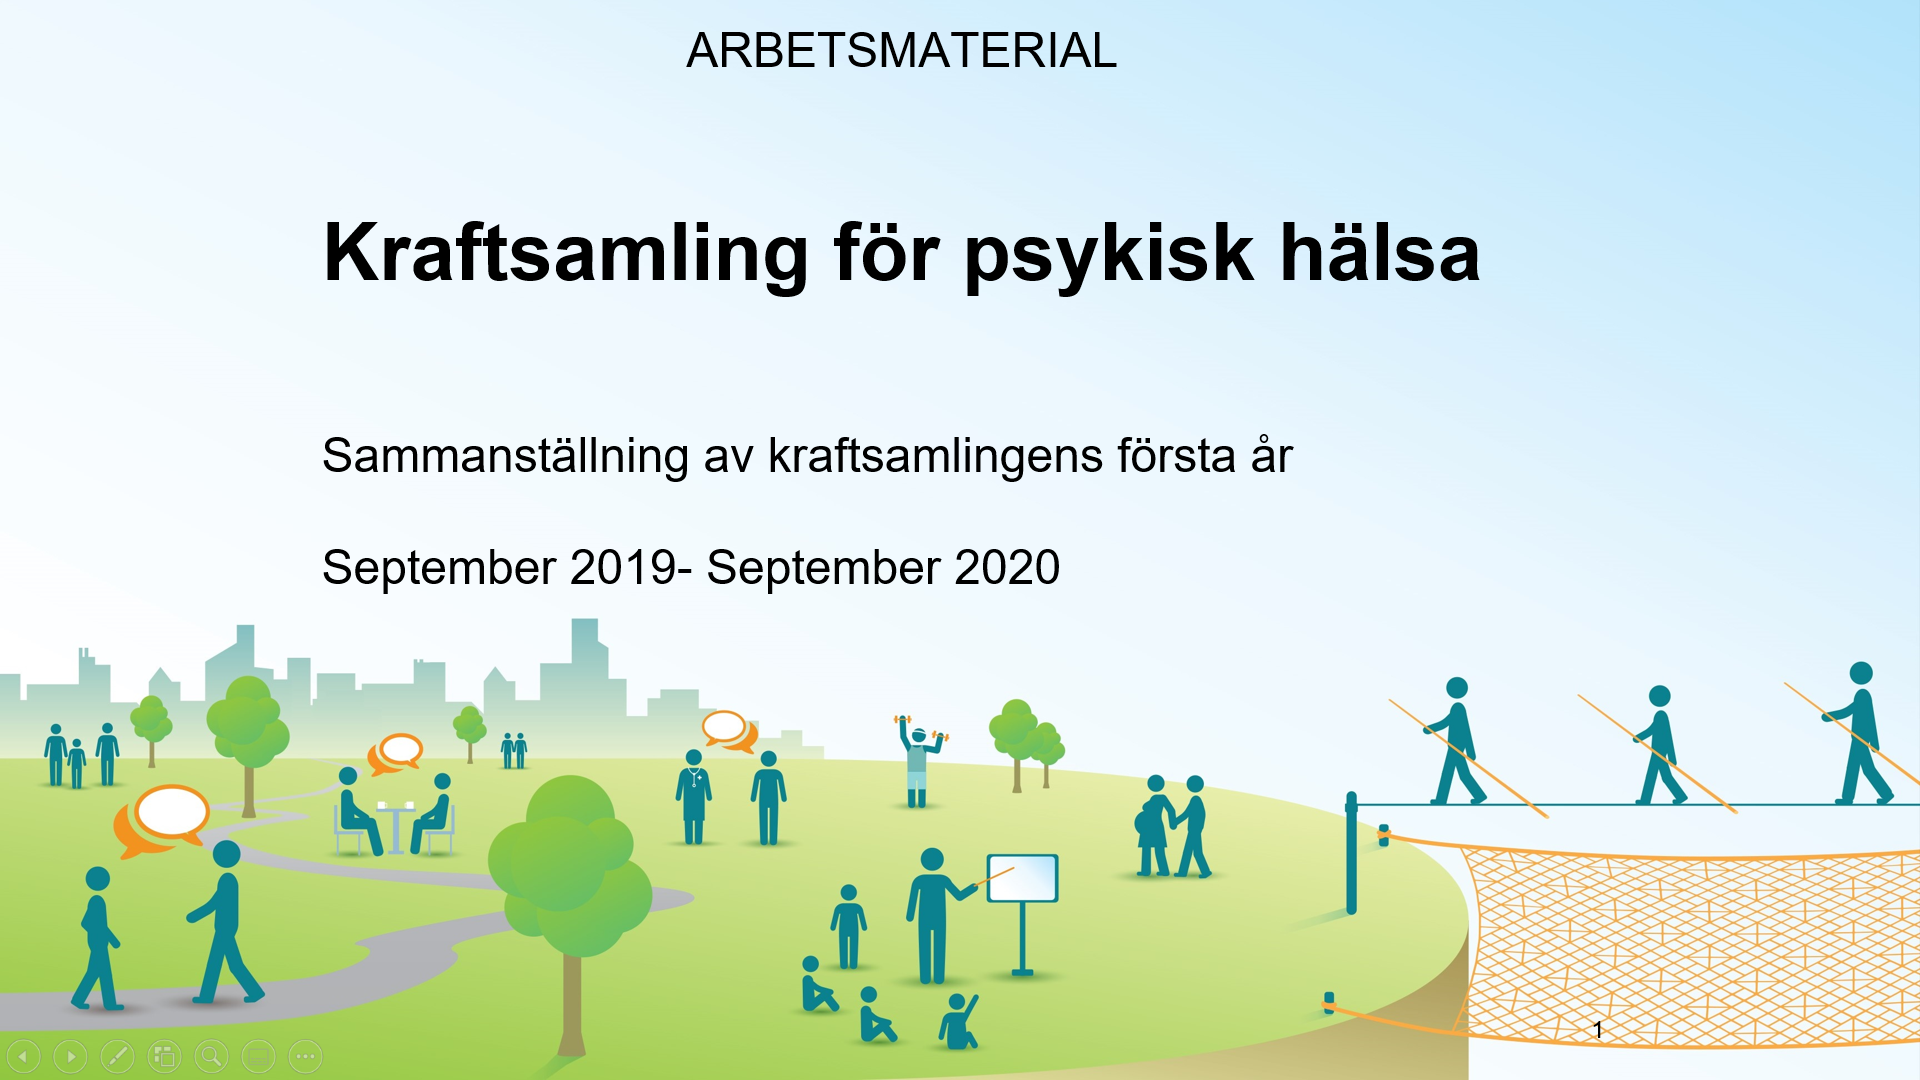 ARBETSMATERIAL
Kraftsamling för psykisk hälsa
Sammanställning av kraftsamlingens första år
September 2019- September 2020
1